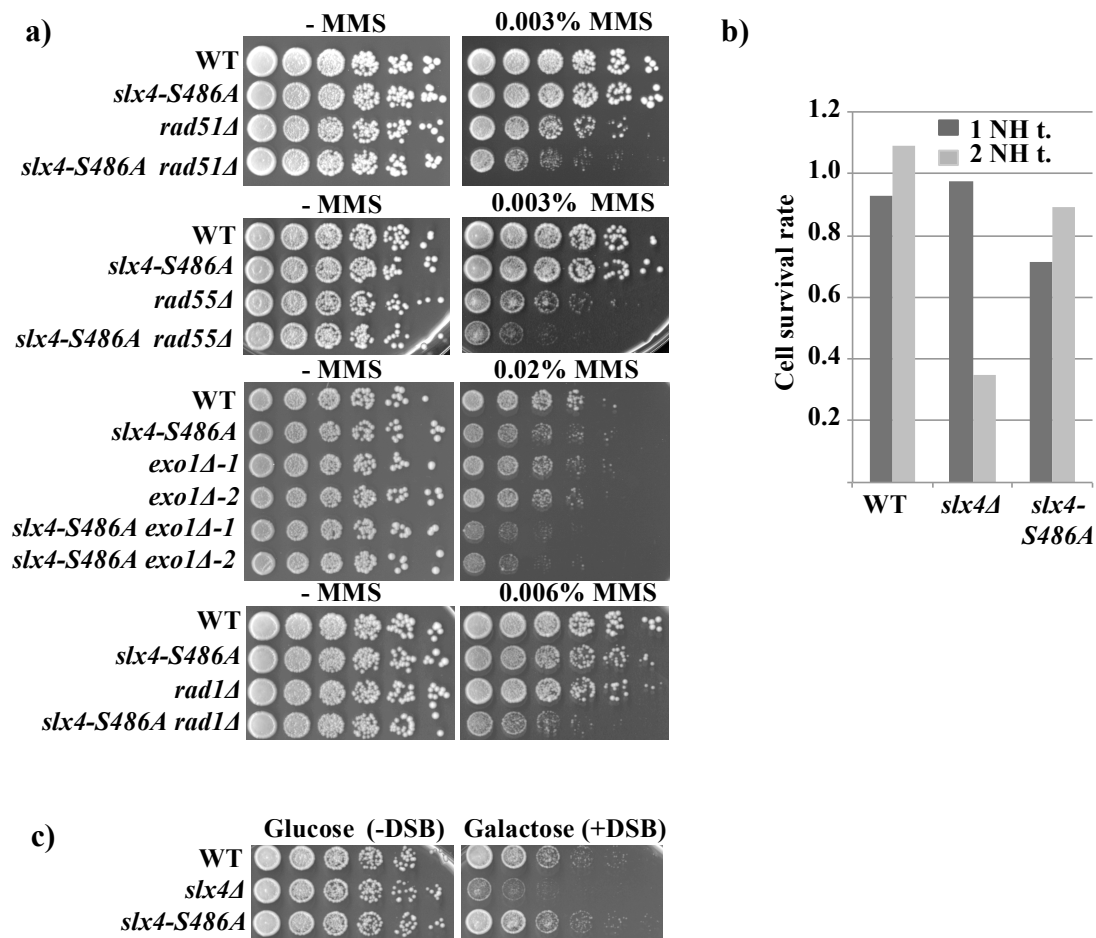 a)
- MMS 0.003% MMS
WT
slx4-S486A
rad51Δ
slx4-S486A rad51Δ
- MMS 0.003% MMS
WT
slx4-S486A
rad55Δ
slx4-S486A rad55Δ
- MMS 0.02% MMS
WT
slx4-S486A
exo1Δ-1
exo1Δ-2
slx4-S486A exo1Δ-1
slx4-S486A exo1Δ-2
- MMS 0.006% MMS
WT
slx4-S486A
rad1Δ
slx4-S486A rad1Δ
b)
1 NH t.
2 NH t.
Cell survival rate
1.2
1.0
0.8
0.6
0.4
0.2
WT slx4Δ slx4-
S486A
c)
Glucose (-DSB) Galactose (+DSB)
WT
slx4Δ
slx4-S486A